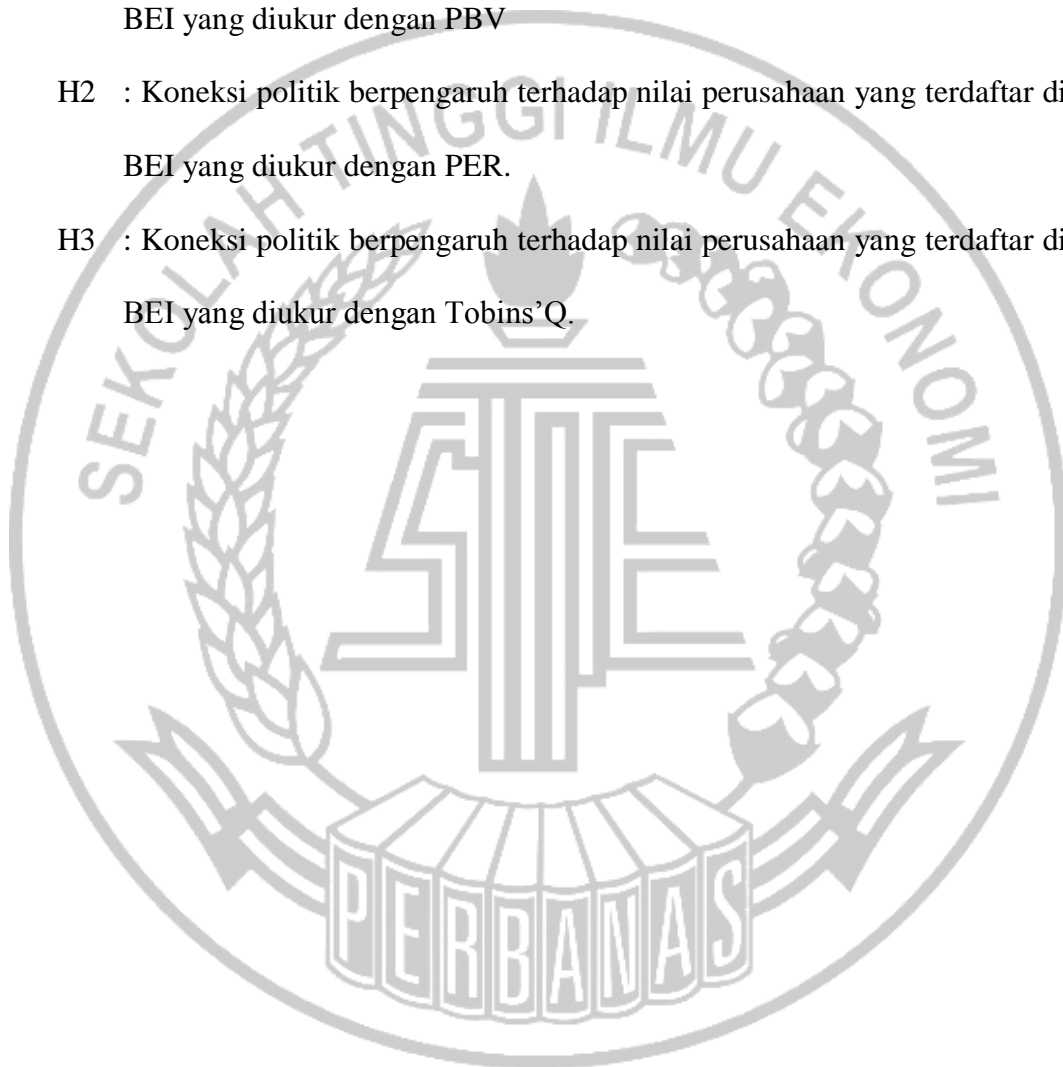 BEI yang diukur dengan PBV
H2 : Koneksi politik berpengaruh terhadap nilai perusahaan yang terdaftar di
BEI yang diukur dengan PER.
H3 : Koneksi politik berpengaruh terhadap nilai perusahaan yang terdaftar di
BEI yang diukur dengan Tobins’Q.
SEKOLAH TINGGI ILMU EKONOMI
STIE
PERBANAS